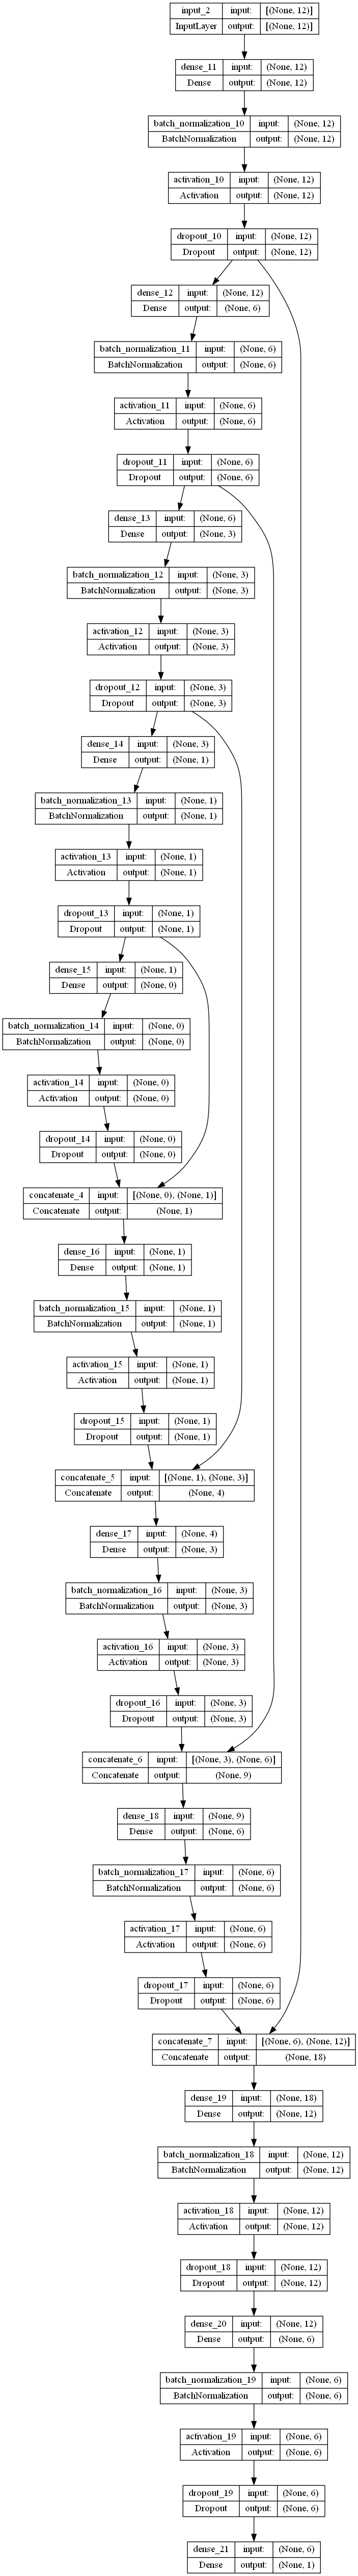 input_2 input: [(None, 12)]
InputLayer output: [(None, 12)]
dense_11 input: (None, 12)
Dense output: (None, 12)
batch_normalization_10 input: (None, 12)
BatchNormalization output: (None, 12)
activation_10 input: (None, 12)
Activation output: (None, 12)
dropout_10 input: (None, 12)
Dropout output: (None, 12)
dense_12 input: (None, 12)
Dense output: (None, 6)
batch_normalization_11 input: (None, 6)
BatchNormalization output: (None, 6)
activation_11 input: (None, 6)
Activation output: (None, 6)
dropout_11 input: (None, 6)
Dropout output: (None, 6)
dense_13 input: (None, 6)
Dense output: (None, 3)
batch_normalization_12 input: (None, 3)
BatchNormalization output: (None, 3)
activation_12 input: (None, 3)
Activation output: (None, 3)
dropout_12 input: (None, 3)
Dropout output: (None, 3)
dense_14 input: (None, 3)
Dense output: (None, 1)
batch_normalization_13 input: (None, 1)
BatchNormalization output: (None, 1)
activation_13 input: (None, 1)
Activation output: (None, 1)
dropout_13 input: (None, 1)
Dropout output: (None, 1)
dense_15 input: (None, 1)
Dense output: (None, 0)
batch_normalization_14 input: (None, 0)
BatchNormalization output: (None, 0)
activation_14 input: (None, 0)
Activation output: (None, 0)
dropout_14 input: (None, 0)
Dropout output: (None, 0)
concatenate_4 input: [(None, 0), (None, 1)]
Concatenate output: (None, 1)
dense_16 input: (None, 1)
Dense output: (None, 1)
batch_normalization_15 input: (None, 1)
BatchNormalization output: (None, 1)
activation_15 input: (None, 1)
Activation output: (None, 1)
dropout_15 input: (None, 1)
Dropout output: (None, 1)
concatenate_5 input: [(None, 1), (None, 3)]
Concatenate output: (None, 4)
dense_17 input: (None, 4)
Dense output: (None, 3)
batch_normalization_16 input: (None, 3)
BatchNormalization output: (None, 3)
activation_16 input: (None, 3)
Activation output: (None, 3)
dropout_16 input: (None, 3)
Dropout output: (None, 3)
concatenate_6 input: [(None, 3), (None, 6)]
Concatenate output: (None, 9)
dense_18 input: (None, 9)
Dense output: (None, 6)
batch_normalization_17 input: (None, 6)
BatchNormalization output: (None, 6)
activation_17 input: (None, 6)
Activation output: (None, 6)
dropout_17 input: (None, 6)
Dropout output: (None, 6)
concatenate_7 input: [(None, 6), (None, 12)]
Concatenate output: (None, 18)
dense_19 input: (None, 18)
Dense output: (None, 12)
batch_normalization_18 input: (None, 12)
BatchNormalization output: (None, 12)
activation_18 input: (None, 12)
Activation output: (None, 12)
dropout_18 input: (None, 12)
Dropout output: (None, 12)
dense_20 input: (None, 12)
Dense output: (None, 6)
batch_normalization_19 input: (None, 6)
BatchNormalization output: (None, 6)
activation_19 input: (None, 6)
Activation output: (None, 6)
dropout_19 input: (None, 6)
Dropout output: (None, 6)
dense_21 input: (None, 6)
Dense output: (None, 1)